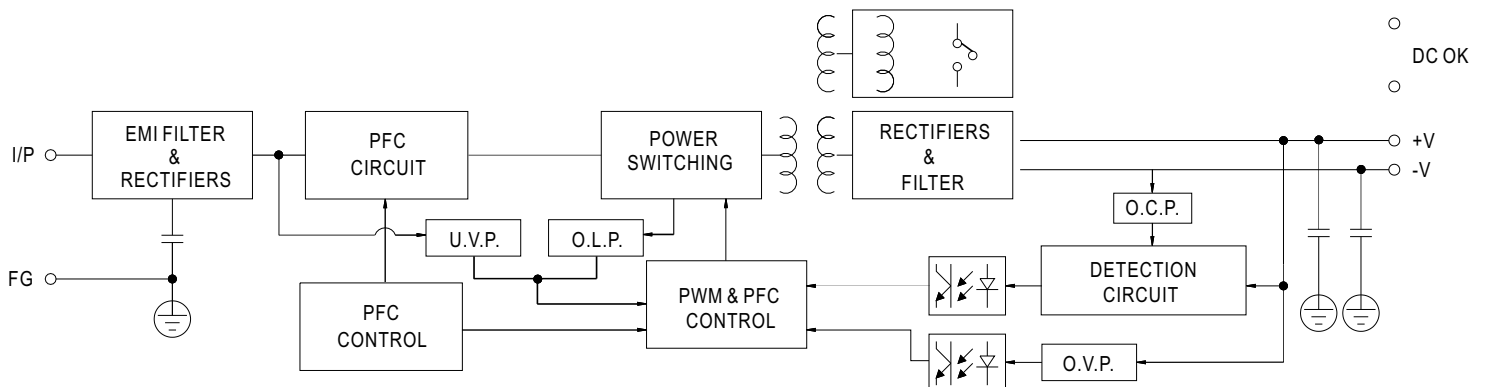 DC OK
I/P
EMI FILTER
&
RECTIFIERS
PFC
CIRCUIT
POWER
SWITCHING
RECTIFIERS
&
FILTER
+V
-V
O.C.P.
U.V.P.
O.L.P.
FG
PFC
CONTROL
PWM & PFC
CONTROL
DETECTION
CIRCUIT
O.V.P.